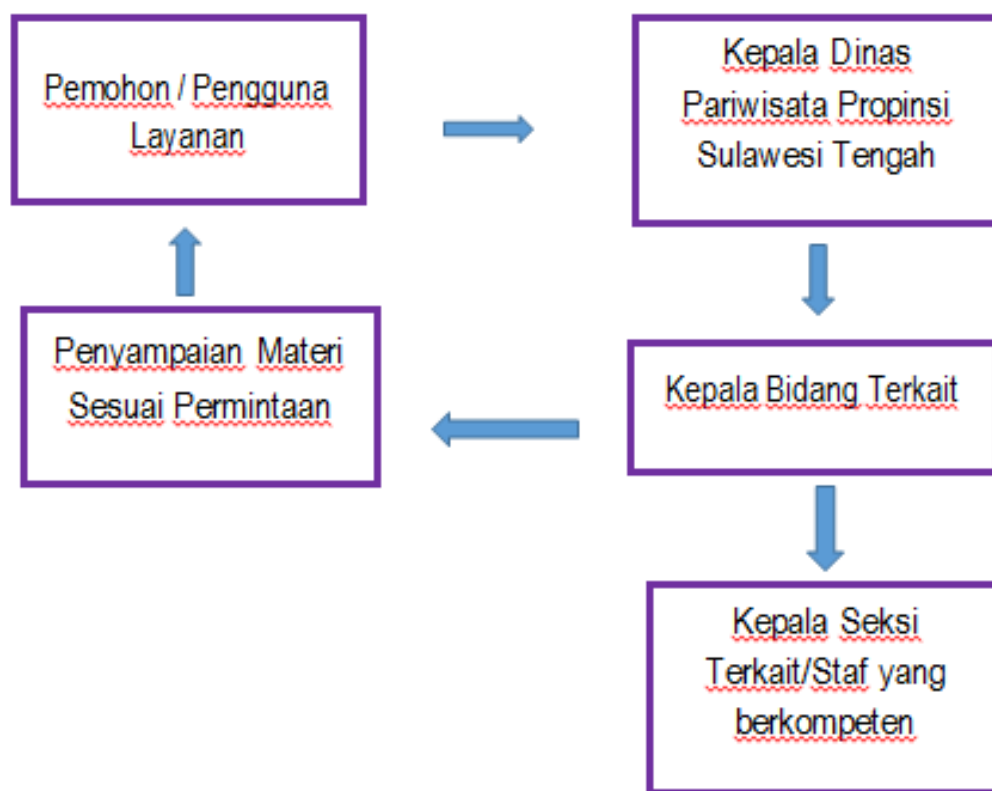 Pemohon / Pengguna
Layanan
Kepala Dinas
Pariwisata Propinsi
Sulawesi Tengah
Penyampaian Materi
Sesuai Permintaan
Kepala Bidang Terkait
Kepala Seksi
Terkait/Staf yang
berkompeten